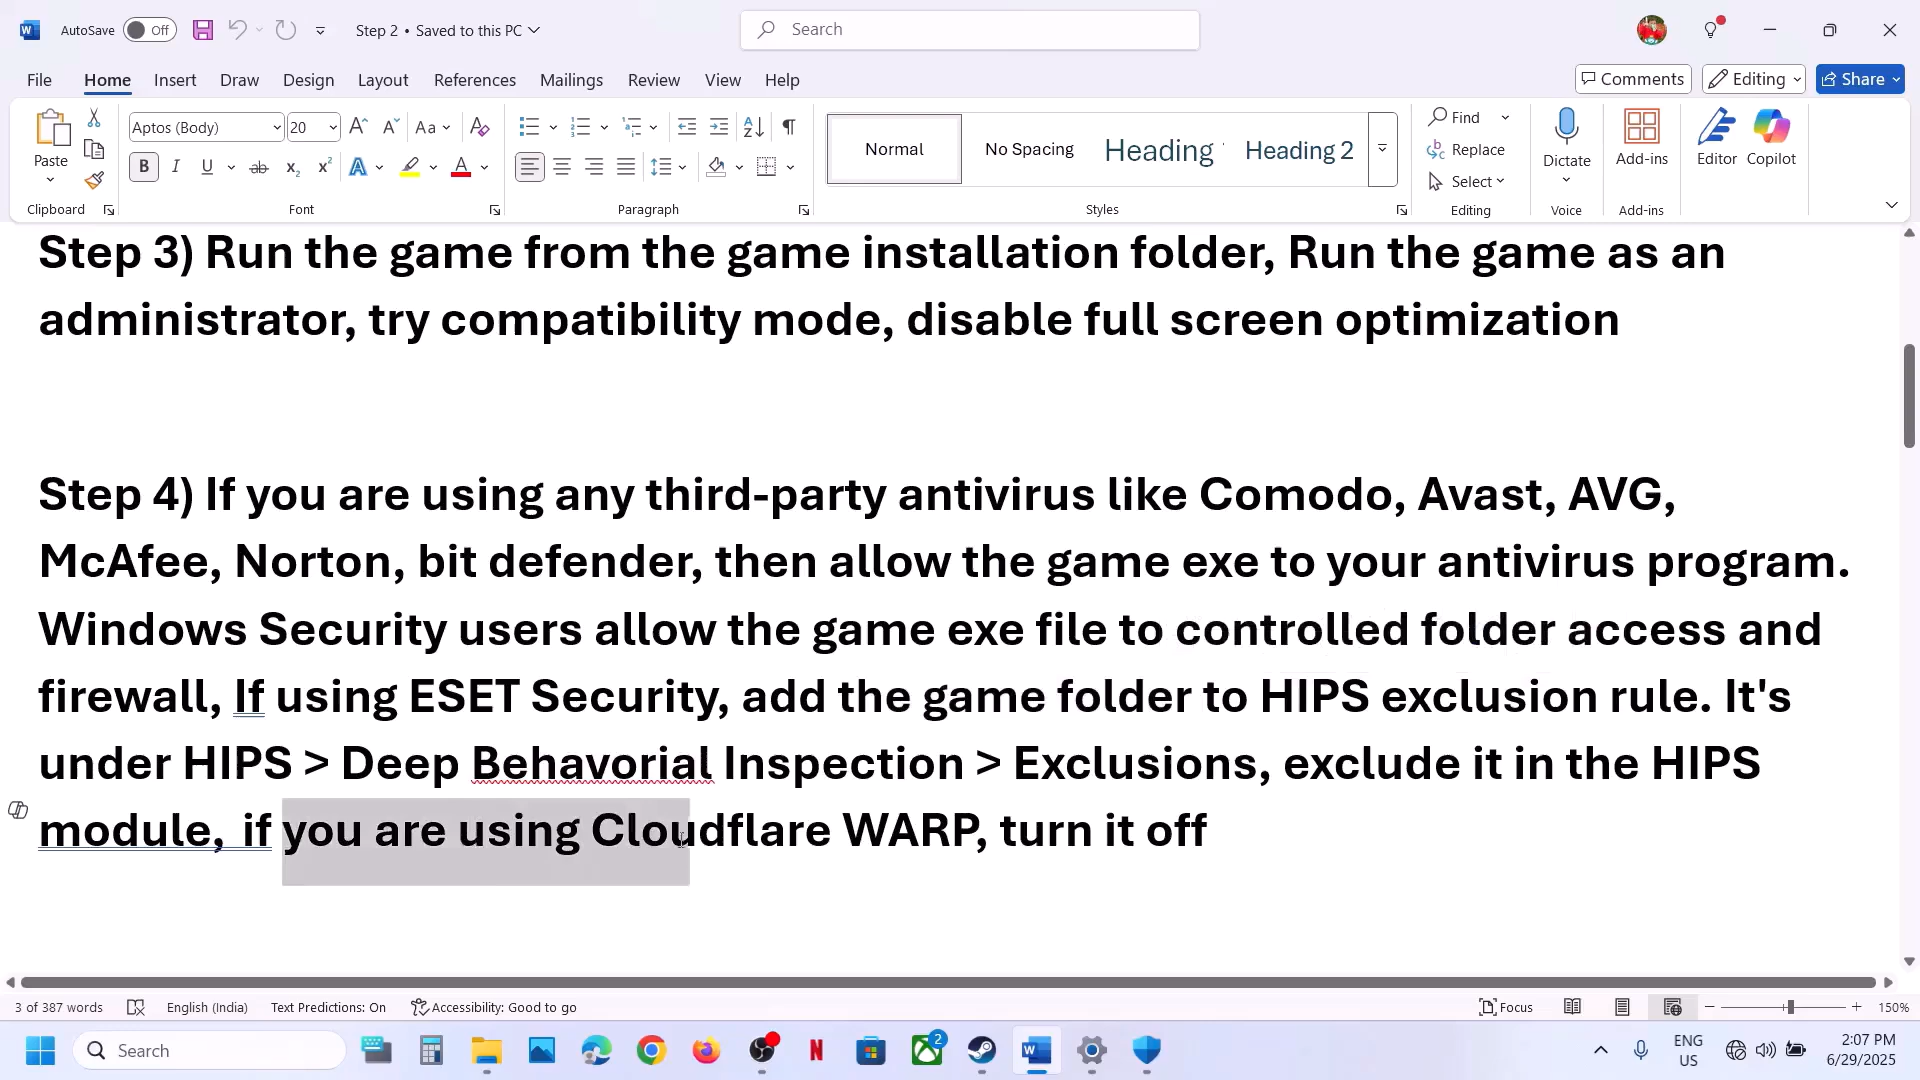 AutoSave Off Step 2 • Saved to this PC Search
File Home Insert Draw Design Layout References Mailings Review View Help Comments Editing Share
Paste Aptos (Body) 20 Normal No Spacing Heading Heading 2 Find Replace Select Dictate Add-ins Editor Copilot
Clipboard Font Paragraph Styles Editing Voice Add-ins
Step 3) Run the game from the game installation folder, Run the game as an
administrator, try compatibility mode, disable full screen optimization
Step 4) If you are using any third-party antivirus like Comodo, Avast, AVG,
McAfee, Norton, bit defender, then allow the game exe to your antivirus program.
Windows Security users allow the game exe file to controlled folder access and
firewall, If using ESET Security, add the game folder to HIPS exclusion rule. It's
under HIPS > Deep Behavorial Inspection > Exclusions, exclude it in the HIPS
module, if you are using Cloudflare WARP, turn it off
3 of 387 words English (India) Text Predictions: On Accessibility: Good to go Focus 150%
Search 2 ENG 2:07 PM
US 6/29/2025